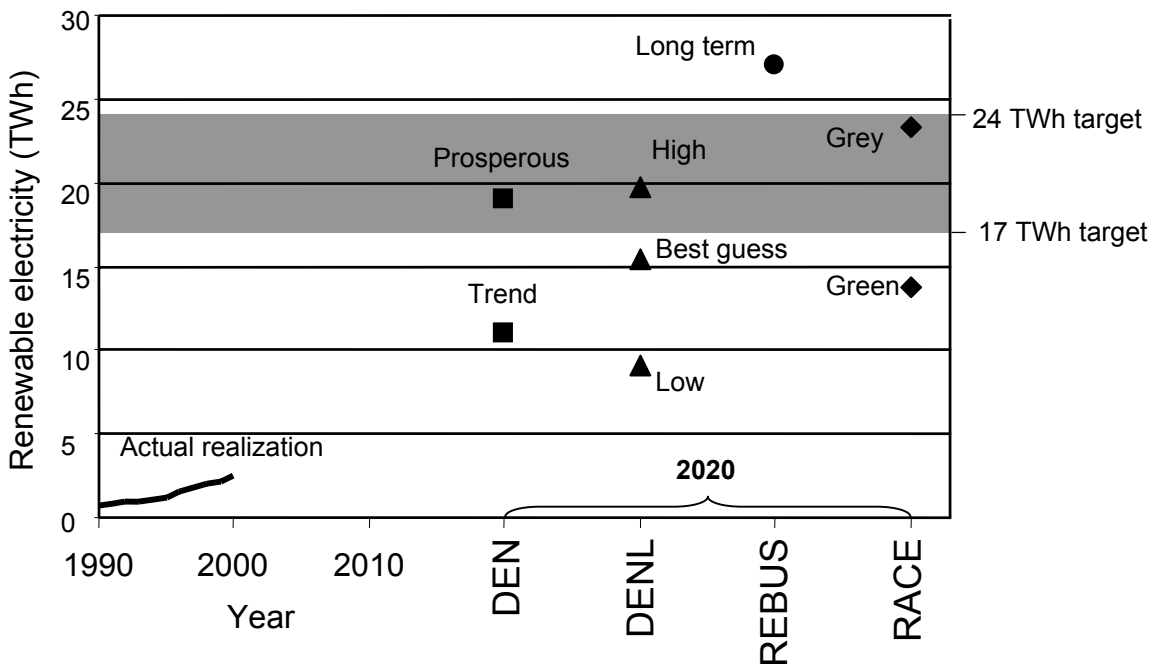 Renewable electricity (TWh)
30
25
20
15
10
5
0
Long term
24 TWh target
Grey
High
Prosperous
17 TWh target
Best guess
Green
Trend
Low
Actual realization
2020
1990
2000
2010
DEN
DENL
REBUS
RACE
Year